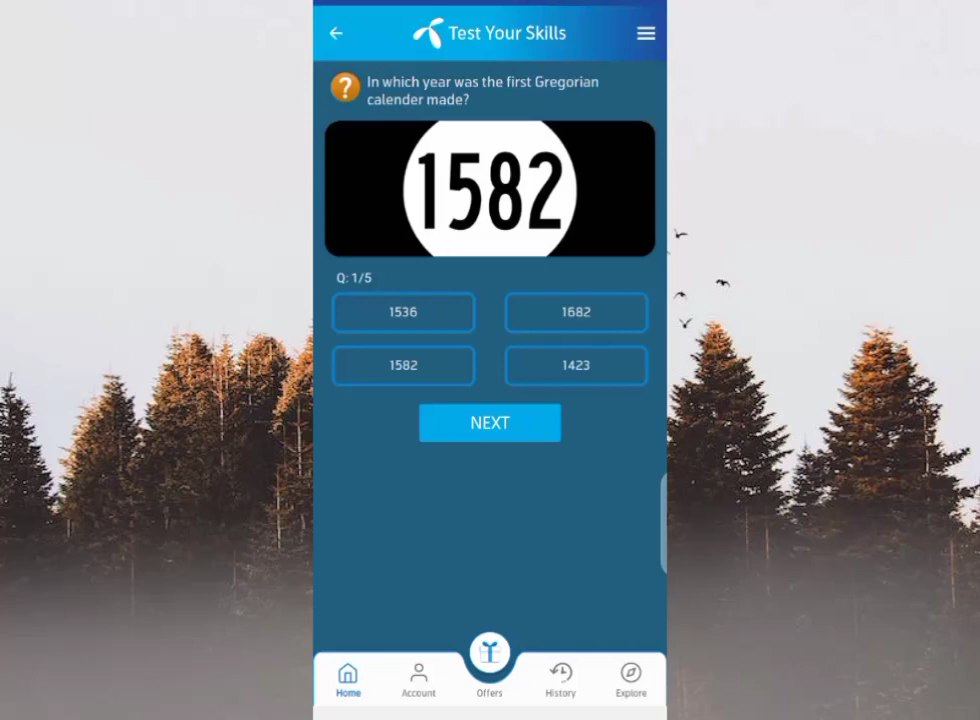 Test Your Skills
In which year was the first Gregorian
calender made?
1582
Q: 1/5
1536
1682
1582
1423
NEXT
Home
Account
Offers
History
Explore